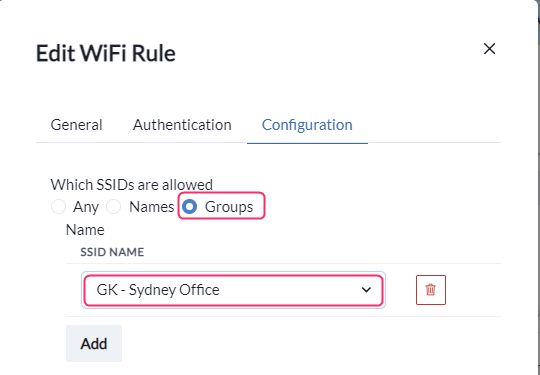 Edit WiFi Rule
General Authentication Configuration
Which SSIDs are allowed
Any Names Groups
Name
SSID NAME
GK - Sydney Office
Add